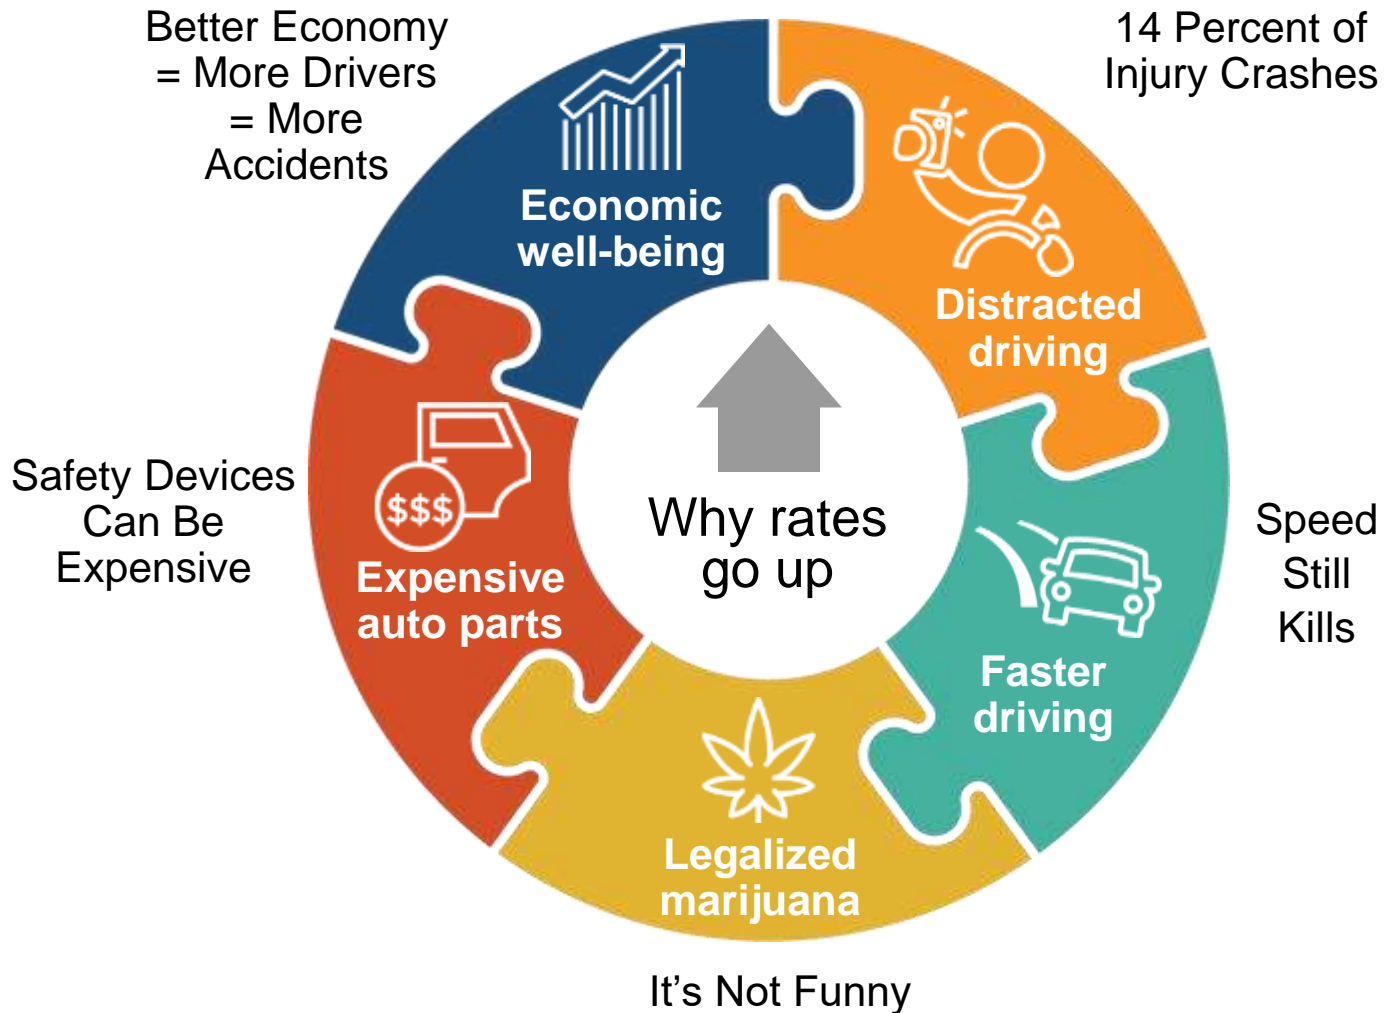 Better Economy
= More Drivers
= More
Accidents
14 Percent of
Injury Crashes
Economic
well-being
Distracted
driving
Safety Devices
Can Be
Expensive
$$$
Expensive
auto parts
Why rates
go up
Speed
Still
Kills
Faster
driving
Legalized
marijuana
It's Not Funny